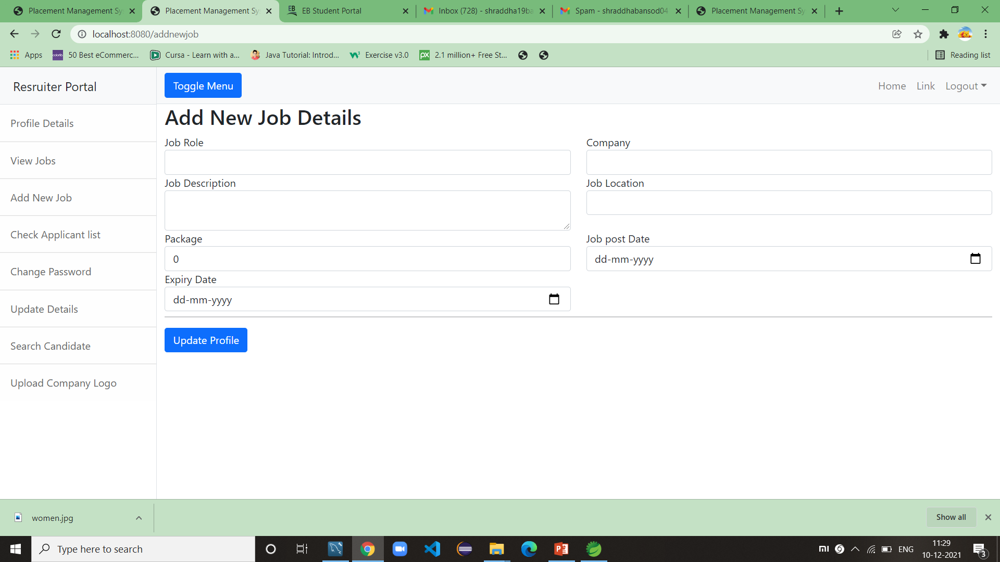 Placement Management Sy
Placement Management Sy
EB Student Portal
Inbox (728) - shraddha19ba
Spam - shraddhabansod04
Placement Management Sy
localhost:8080/addnewjob
Apps
50 Best eCommerc...
Cursa - Learn with a...
Java Tutorial: Introd...
Exercise v3.0
2.1 million+ Free St...
Reading list
Resruiter Portal
Toggle Menu
Home
Link
Logout
Profile Details
View Jobs
Add New Job
Check Applicant list
Change Password
Update Details
Search Candidate
Upload Company Logo
Add New Job Details
Job Role
Company
Job Description
Job Location
Package
0
Job post Date
dd-mm-yyyy
Expiry Date
dd-mm-yyyy
Update Profile
women.jpg
Show all
Type here to search
ENG
11:29
10-12-2021
3